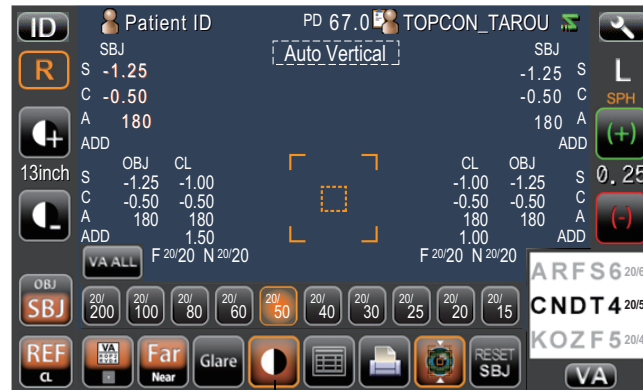 ID Patient ID PD 67.0 TOPCON_TAROU
Auto Vertical
SBJ SBJ
R S -1.25 -1.25 S L
C -0.50 -0.50 C SPH
A 180 180 A (+)
ADD ADD
13inch OBJ CL CL OBJ 0.25
S -1.25 -1.00 -1.00 -1.25 S
C -0.50 -0.50 -0.50 -0.50 C
A 180 180 180 180 A (-)
ADD 1.50 1.00 ADD
VA ALL F 20/20 N 20/20 F 20/20 N 20/20
ARFS6 20/6
OBJ
SBJ 20/200 20/100 20/80 20/60 20/50 20/40 20/30 20/25 20/20 20/15 CNDT4 20/5
KOZF5 20/4
REF VA Far Glare RESET
CL Near SBJ VA